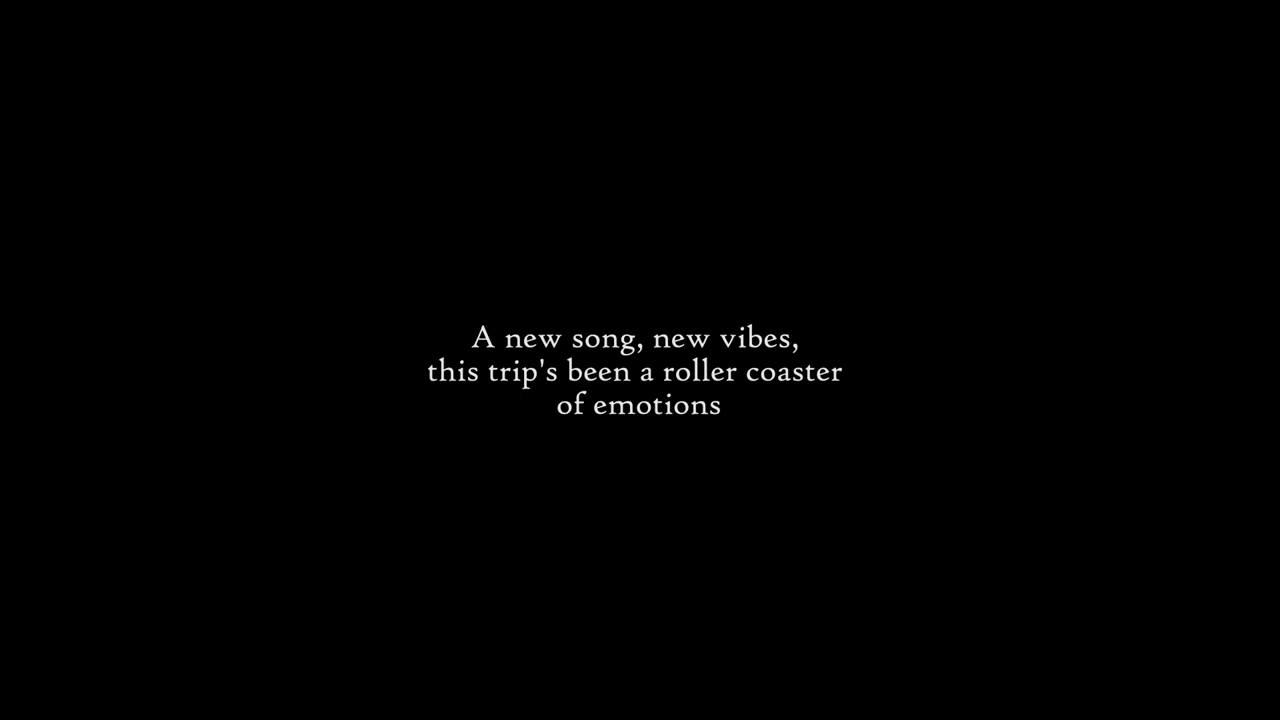 A new song, new vibes,
this trip's been a roller coaster
of emotions